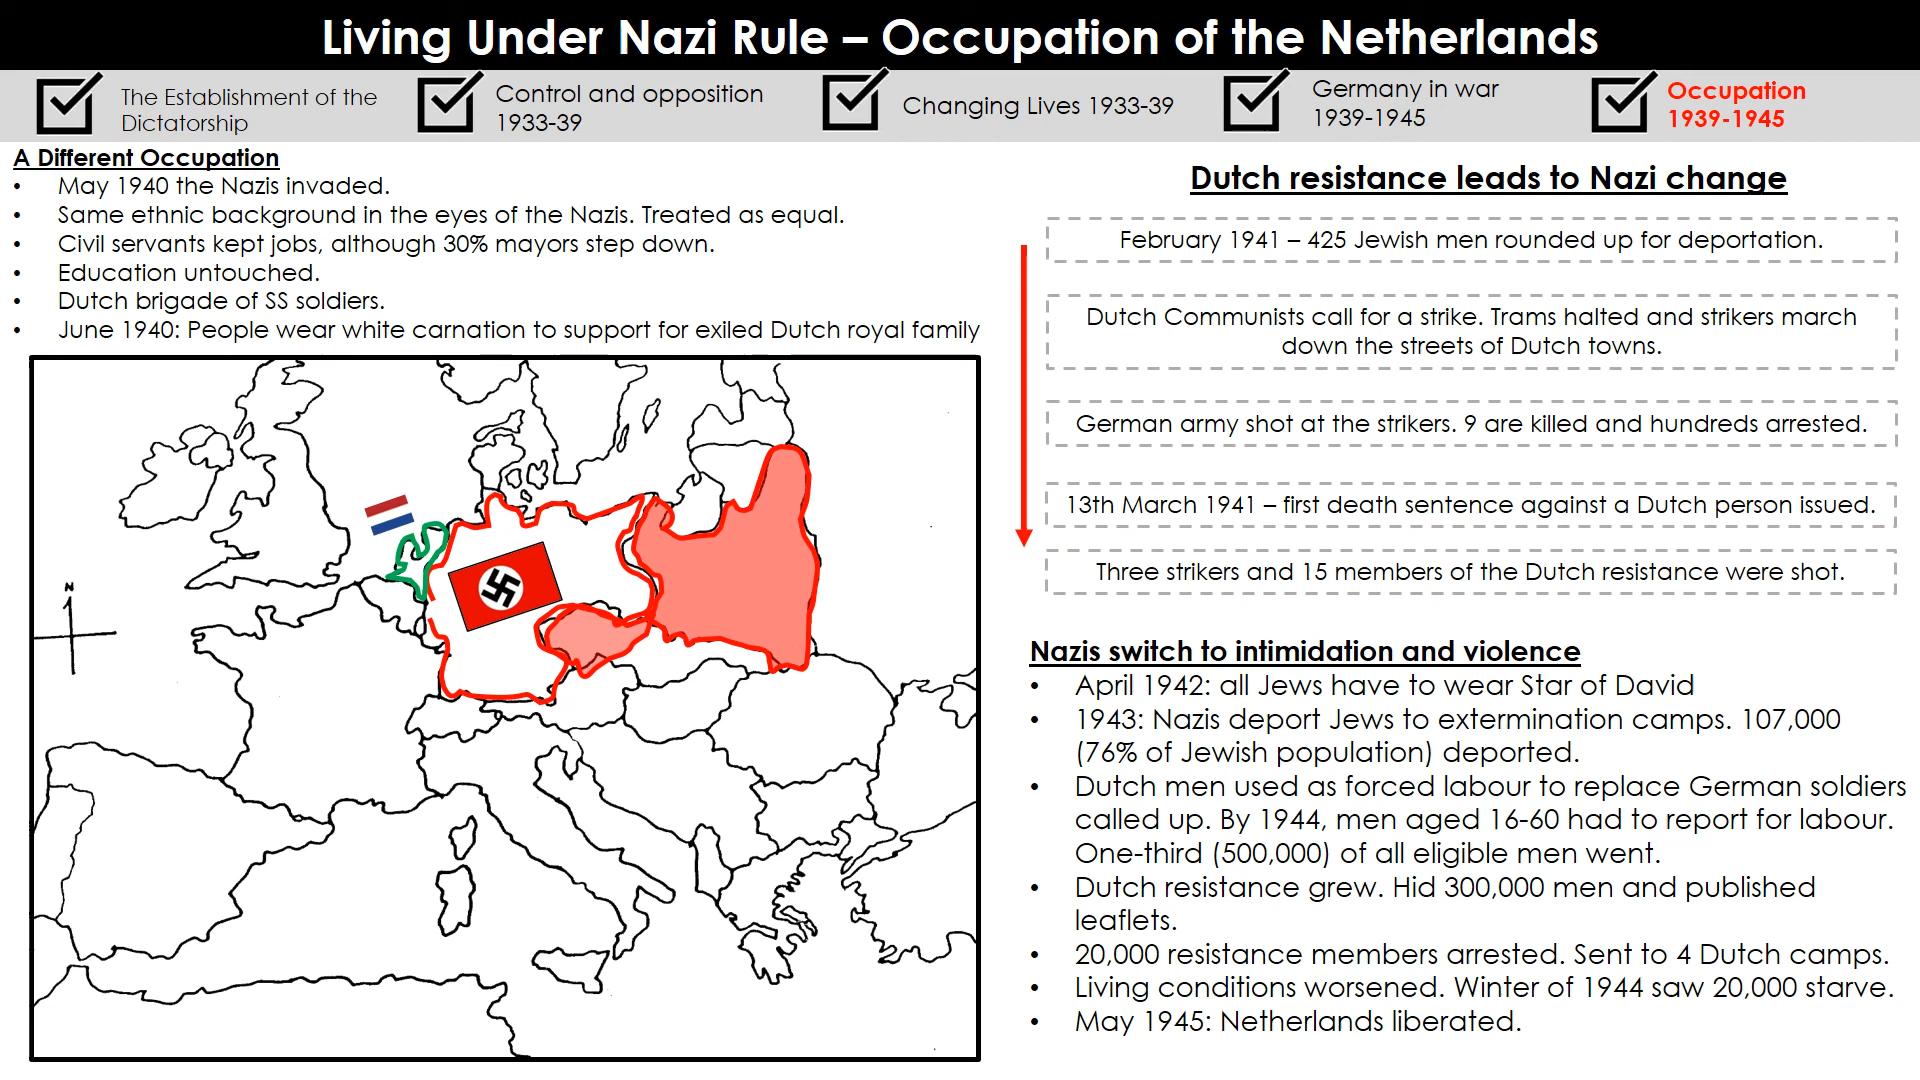 Living Under Nazi Rule – Occupation of the Netherlands
The Establishment of the
Dictatorship
Control and opposition
1933-39
Changing Lives 1933-39
Germany in war
1939-1945
Occupation
1939-1945
A Different Occupation
• May 1940 the Nazis invaded.
• Same ethnic background in the eyes of the Nazis. Treated as equal.
• Civil servants kept jobs, although 30% mayors step down.
• Education untouched.
• Dutch brigade of SS soldiers.
• June 1940: People wear white carnation to support for exiled Dutch royal family
N
Dutch resistance leads to Nazi change
February 1941 – 425 Jewish men rounded up for deportation.
Dutch Communists call for a strike. Trams halted and strikers march
down the streets of Dutch towns.
German army shot at the strikers. 9 are killed and hundreds arrested.
13th March 1941 – first death sentence against a Dutch person issued.
Three strikers and 15 members of the Dutch resistance were shot.
Nazis switch to intimidation and violence
• April 1942: all Jews have to wear Star of David
• 1943: Nazis deport Jews to extermination camps. 107,000
(76% of Jewish population) deported.
• Dutch men used as forced labour to replace German soldiers
called up. By 1944, men aged 16-60 had to report for labour.
One-third (500,000) of all eligible men went.
• Dutch resistance grew. Hid 300,000 men and published
leaflets.
• 20,000 resistance members arrested. Sent to 4 Dutch camps.
• Living conditions worsened. Winter of 1944 saw 20,000 starve.
• May 1945: Netherlands liberated.